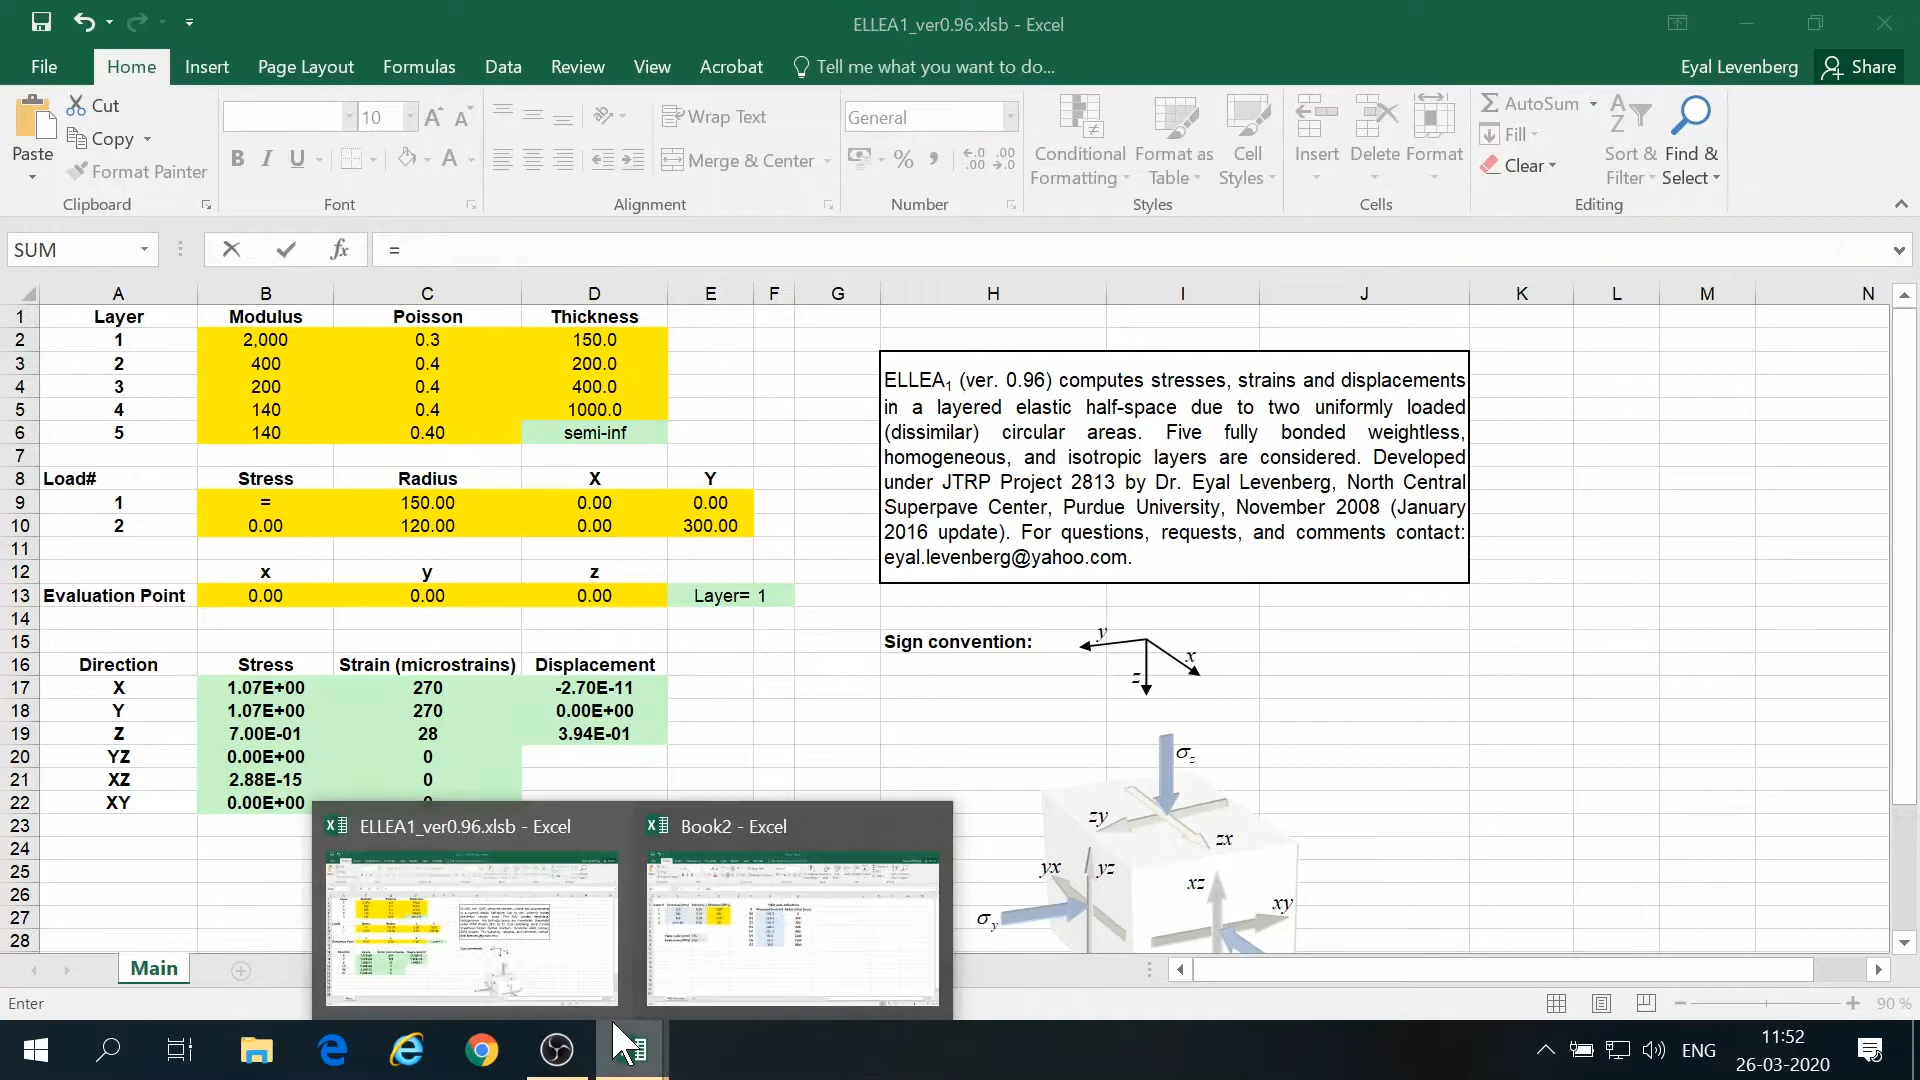 ELLEA1_ver0.96.xlsb - Excel
File Home Insert Page Layout Formulas Data Review View Acrobat Tell me what you want to do... Eyal Levenberg Share
Paste
Cut
Copy
Format Painter
Clipboard
10
B I U A
Font
Wrap Text
Merge & Center
Alignment
General
%
Number
Conditional Formatting
Format as Table
Cell Styles
Styles
Insert Delete Format
Cells
AutoSum
Fill
Clear
Sort & Filter
Find & Select
Editing
SUM fx =
A B C D E F G H I J K L M N
1 Layer Modulus Poisson Thickness
2 1 2,000 0.3 150.0
3 2 400 0.4 200.0
4 3 200 0.4 400.0
5 4 140 0.4 1000.0
6 5 140 0.40 semi-inf
7
8 Load# Stress Radius X Y
9 1 = 150.00 0.00 0.00
10 2 0.00 120.00 0.00 300.00
11
12 x y z
13 Evaluation Point 0.00 0.00 0.00 Layer= 1
14
15
16 Direction Stress Strain (microstrains) Displacement
17 X 1.07E+00 270 -2.70E-11
18 Y 1.07E+00 270 0.00E+00
19 Z 7.00E-01 28 3.94E-01
20 YZ 0.00E+00 0
21 XZ 2.88E-15 0
22 XY 0.00E+00 0
23
24
25
26
27
28
ELLEA1 (ver. 0.96) computes stresses, strains and displacements
in a layered elastic half-space due to two uniformly loaded
(dissimilar) circular areas. Five fully bonded weightless,
homogeneous, and isotropic layers are considered. Developed
under JTRP Project 2813 by Dr. Eyal Levenberg, North Central
Superpave Center, Purdue University, November 2008 (January
2016 update). For questions, requests, and comments contact:
eyal.levenberg@yahoo.com.
Sign convention:
y
x
z
σz
zy
zx
yx
yz
xz
xy
σy
ELLEA1_ver0.96.xlsb - Excel
Book2 - Excel
Main
Enter
90 %
ENG
11:52
26-03-2020